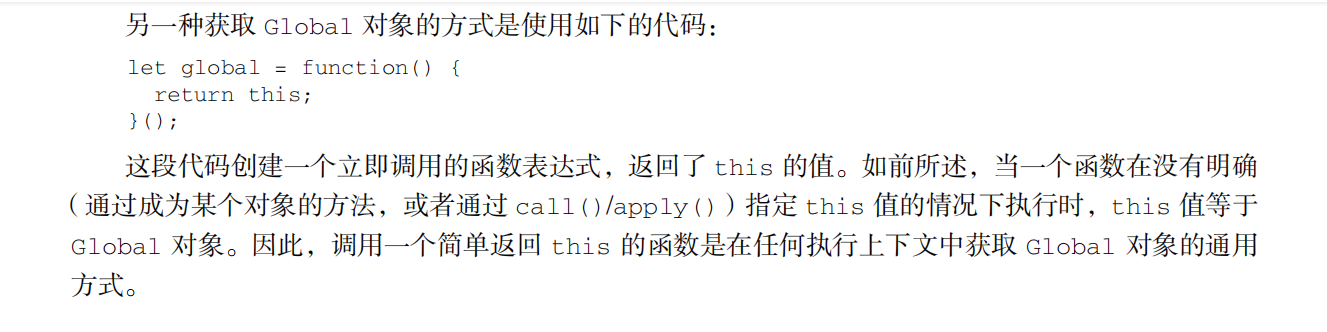 另一种获取 Global 对象的方式是使用如下的代码：
let global = function() {
  return this;
}();
这段代码创建一个立即调用的函数表达式，返回了 this 的值。如前所述，当一个函数在没有明确
（通过成为某个对象的方法，或者通过 call()/apply()）指定 this 值的情况下执行时，this 值等于
Global 对象。因此，调用一个简单返回 this 的函数是在任何执行上下文中获取 Global 对象的通用
方式。